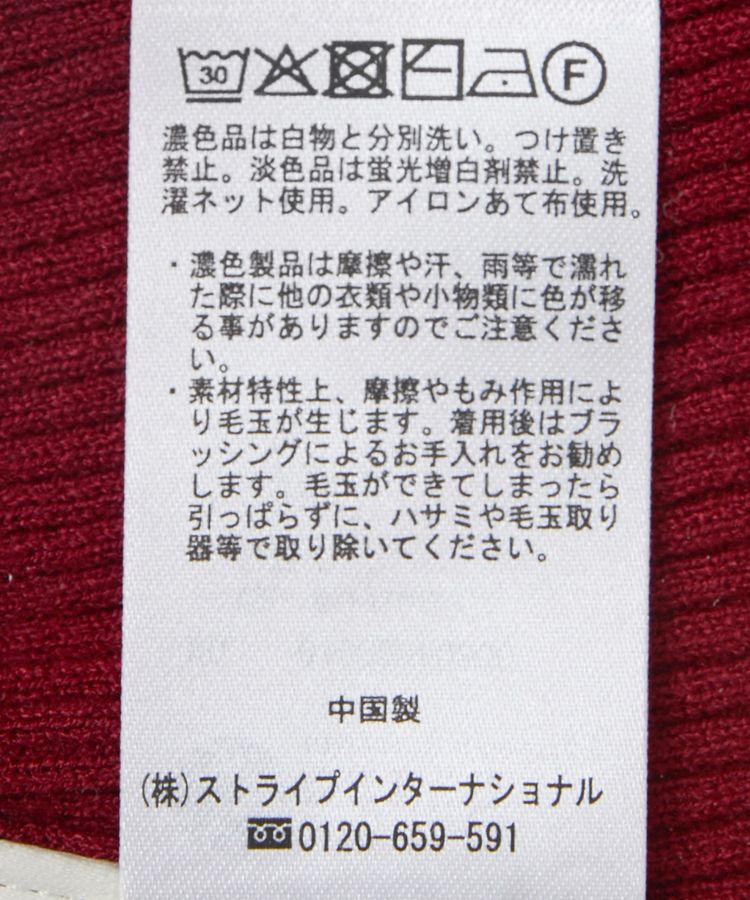 30 F
濃色品は白物と分別洗い。つけ置き
禁止。淡色品は蛍光増白剤禁止。洗
濯ネット使用。アイロンあて布使用。
・濃色製品は摩擦や汗、雨等で濡れ
た際に他の衣類や小物類に色が移
る事がありますのでご注意くださ
い。
・素材特性上、摩擦やもみ作用によ
り毛玉が生じます。着用後はブラ
ッシングによるお手入れをお勧め
します。毛玉ができてしまったら
引っぱらずに、ハサミや毛玉取り
器等で取り除いてください。
中国製
(株)ストライプインターナショナル
0120-659-591